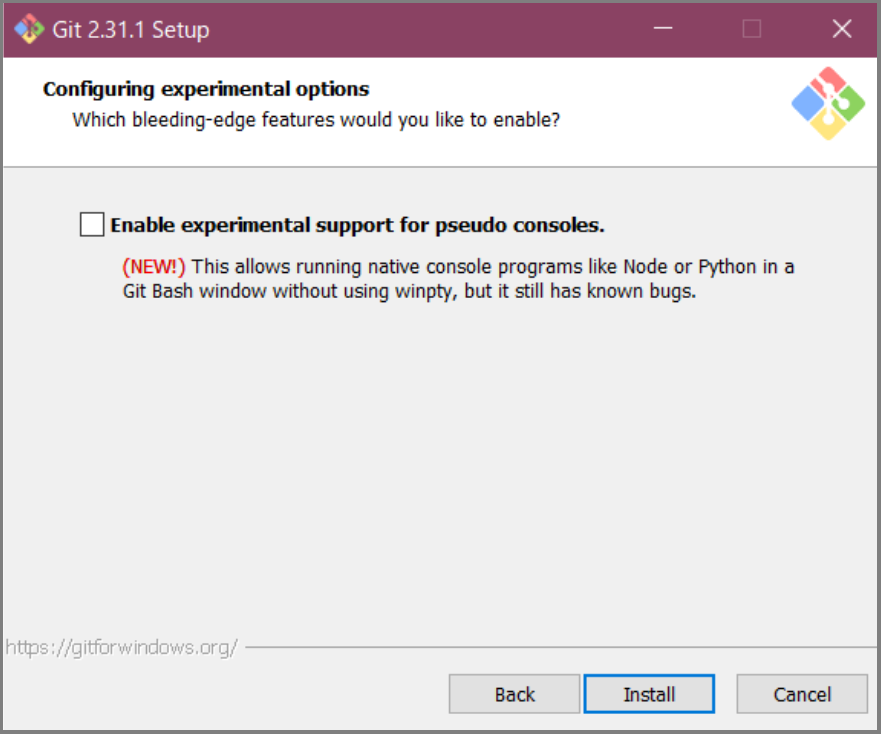 Git 2.31.1 Setup
Configuring experimental options
Which bleeding-edge features would you like to enable?
Enable experimental support for pseudo consoles.
(NEW!) This allows running native console programs like Node or Python in a
Git Bash window without using winpty, but it still has known bugs.
https://gitforwindows.org/
Back
Install
Cancel